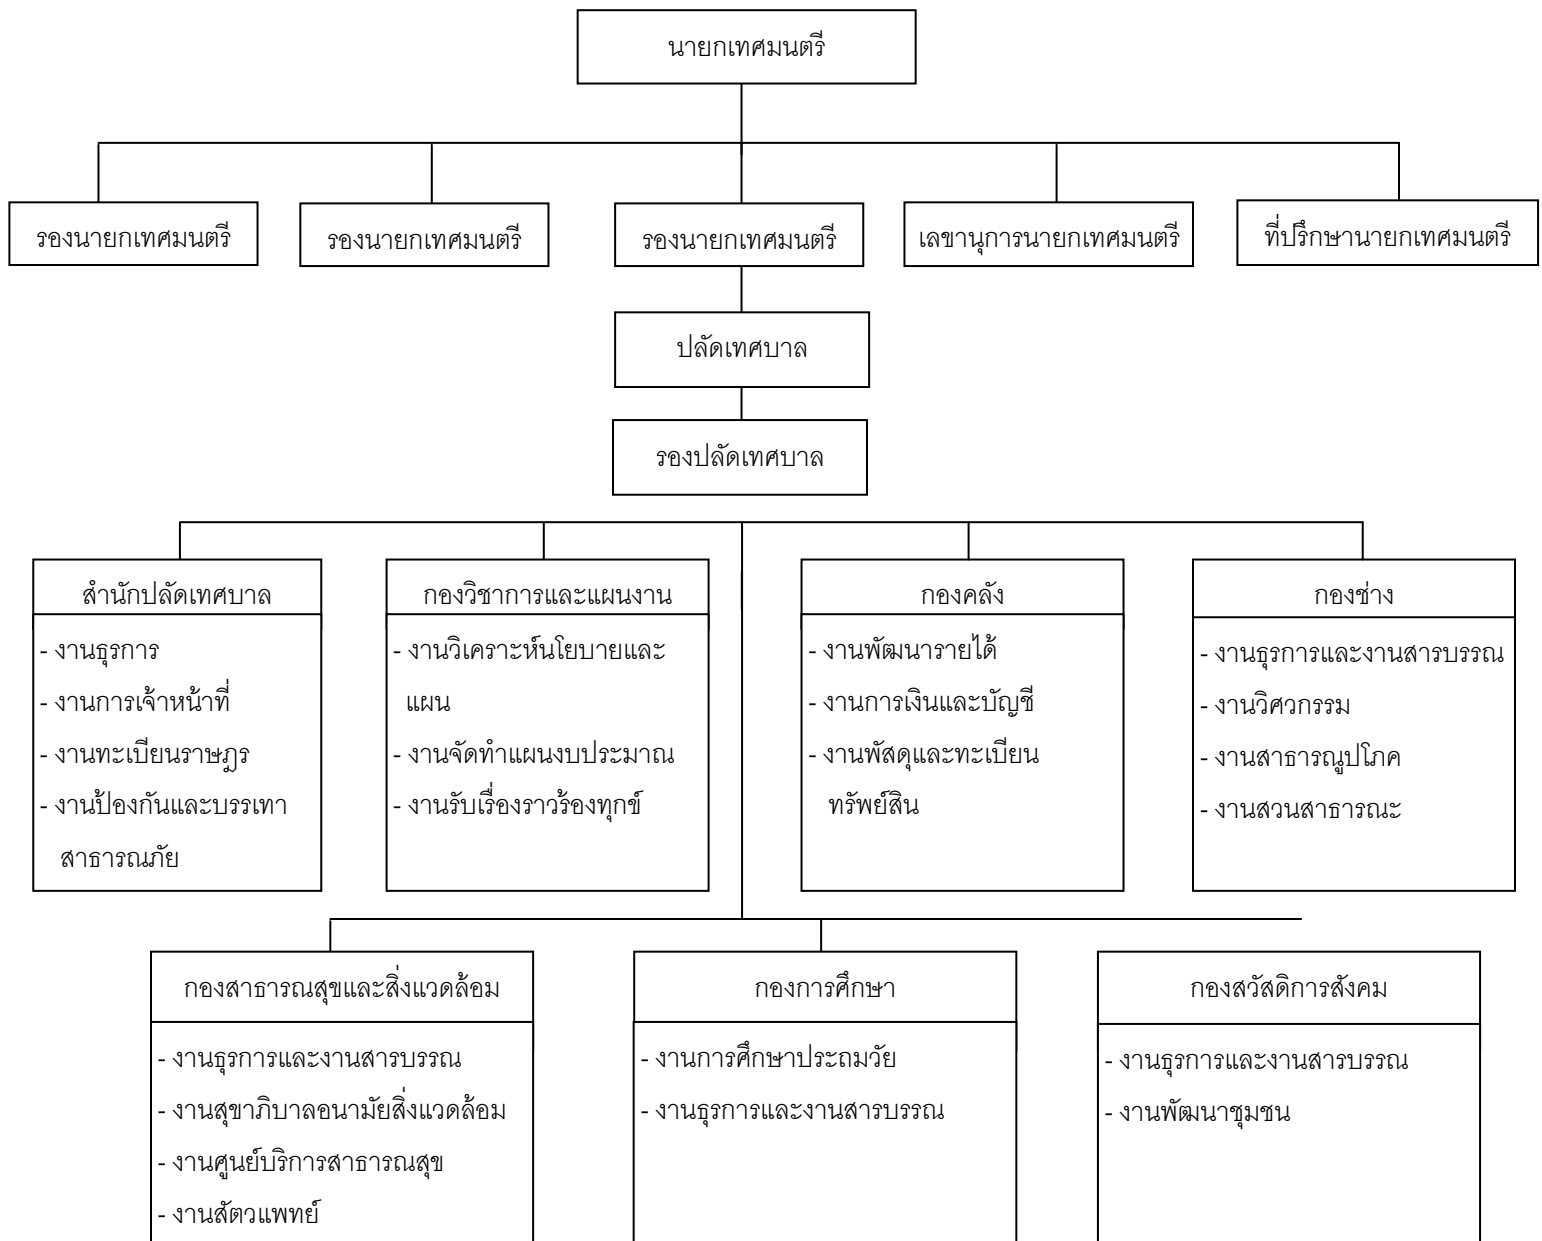 นายกเทศมนตรี
รองนายกเทศมนตรี
รองนายกเทศมนตรี
รองนายกเทศมนตรี
เลขานุการนายกเทศมนตรี
ที่ปรึกษานายกเทศมนตรี
ปลัดเทศบาล
รองปลัดเทศบาล
สำนักปลัดเทศบาล
- งานธุรการ
- งานการเจ้าหน้าที่
- งานทะเบียนราษฎร
- งานป้องกันและบรรเทา
สาธารณภัย
กองวิชาการและแผนงาน
- งานวิเคราะห์นโยบายและ
แผน
- งานจัดทำแผนงบประมาณ
- งานรับเรื่องราวร้องทุกข์
กองคลัง
- งานพัฒนารายได้
- งานการเงินและบัญชี
- งานพัสดุและทะเบียน
ทรัพย์สิน
กองช่าง
- งานธุรการและงานสารบรรณ
- งานวิศวกรรม
- งานสาธารณูปโภค
- งานสวนสาธารณะ
กองสาธารณสุขและสิ่งแวดล้อม
- งานธุรการและงานสารบรรณ
- งานสุขาภิบาลอนามัยสิ่งแวดล้อม
- งานศูนย์บริการสาธารณสุข
- งานสัตวแพทย์
กองการศึกษา
- งานการศึกษาประถมวัย
- งานธุรการและงานสารบรรณ
กองสวัสดิการสังคม
- งานธุรการและงานสารบรรณ
- งานพัฒนาชุมชน